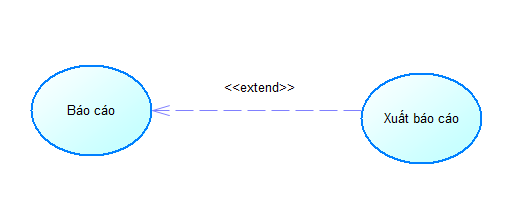 <<extend>>
Báo cáo
Xuất báo cáo